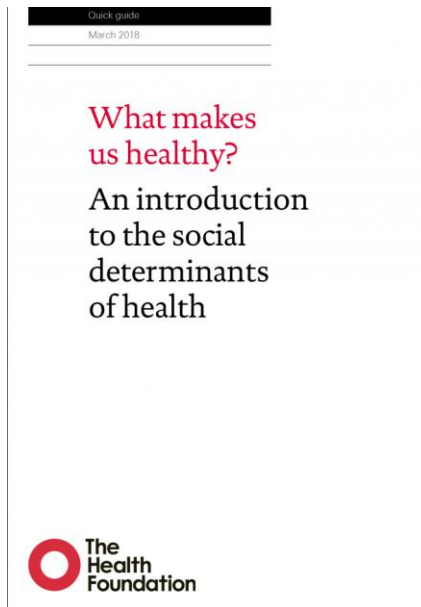 Quick guide
March 2018
What makes
us healthy?
An introduction
to the social
determinants
of health
The
Health
Foundation